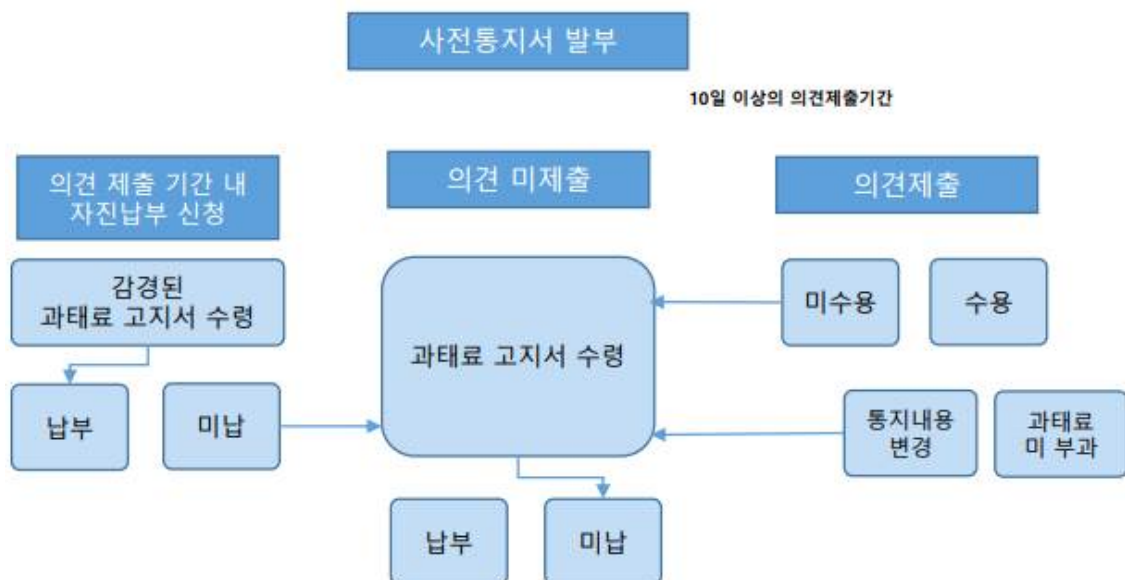 사전통지서 발부
10일 이상의 의견제출기간
의견 제출 기간 내
자진납부 신청
의견 미제출
의견제출
감경된
과태료 고지서 수령
과태료 고지서 수령
미수용
수용
납부
미납
통지내용
변경
과태료
미 부과
납부
미납